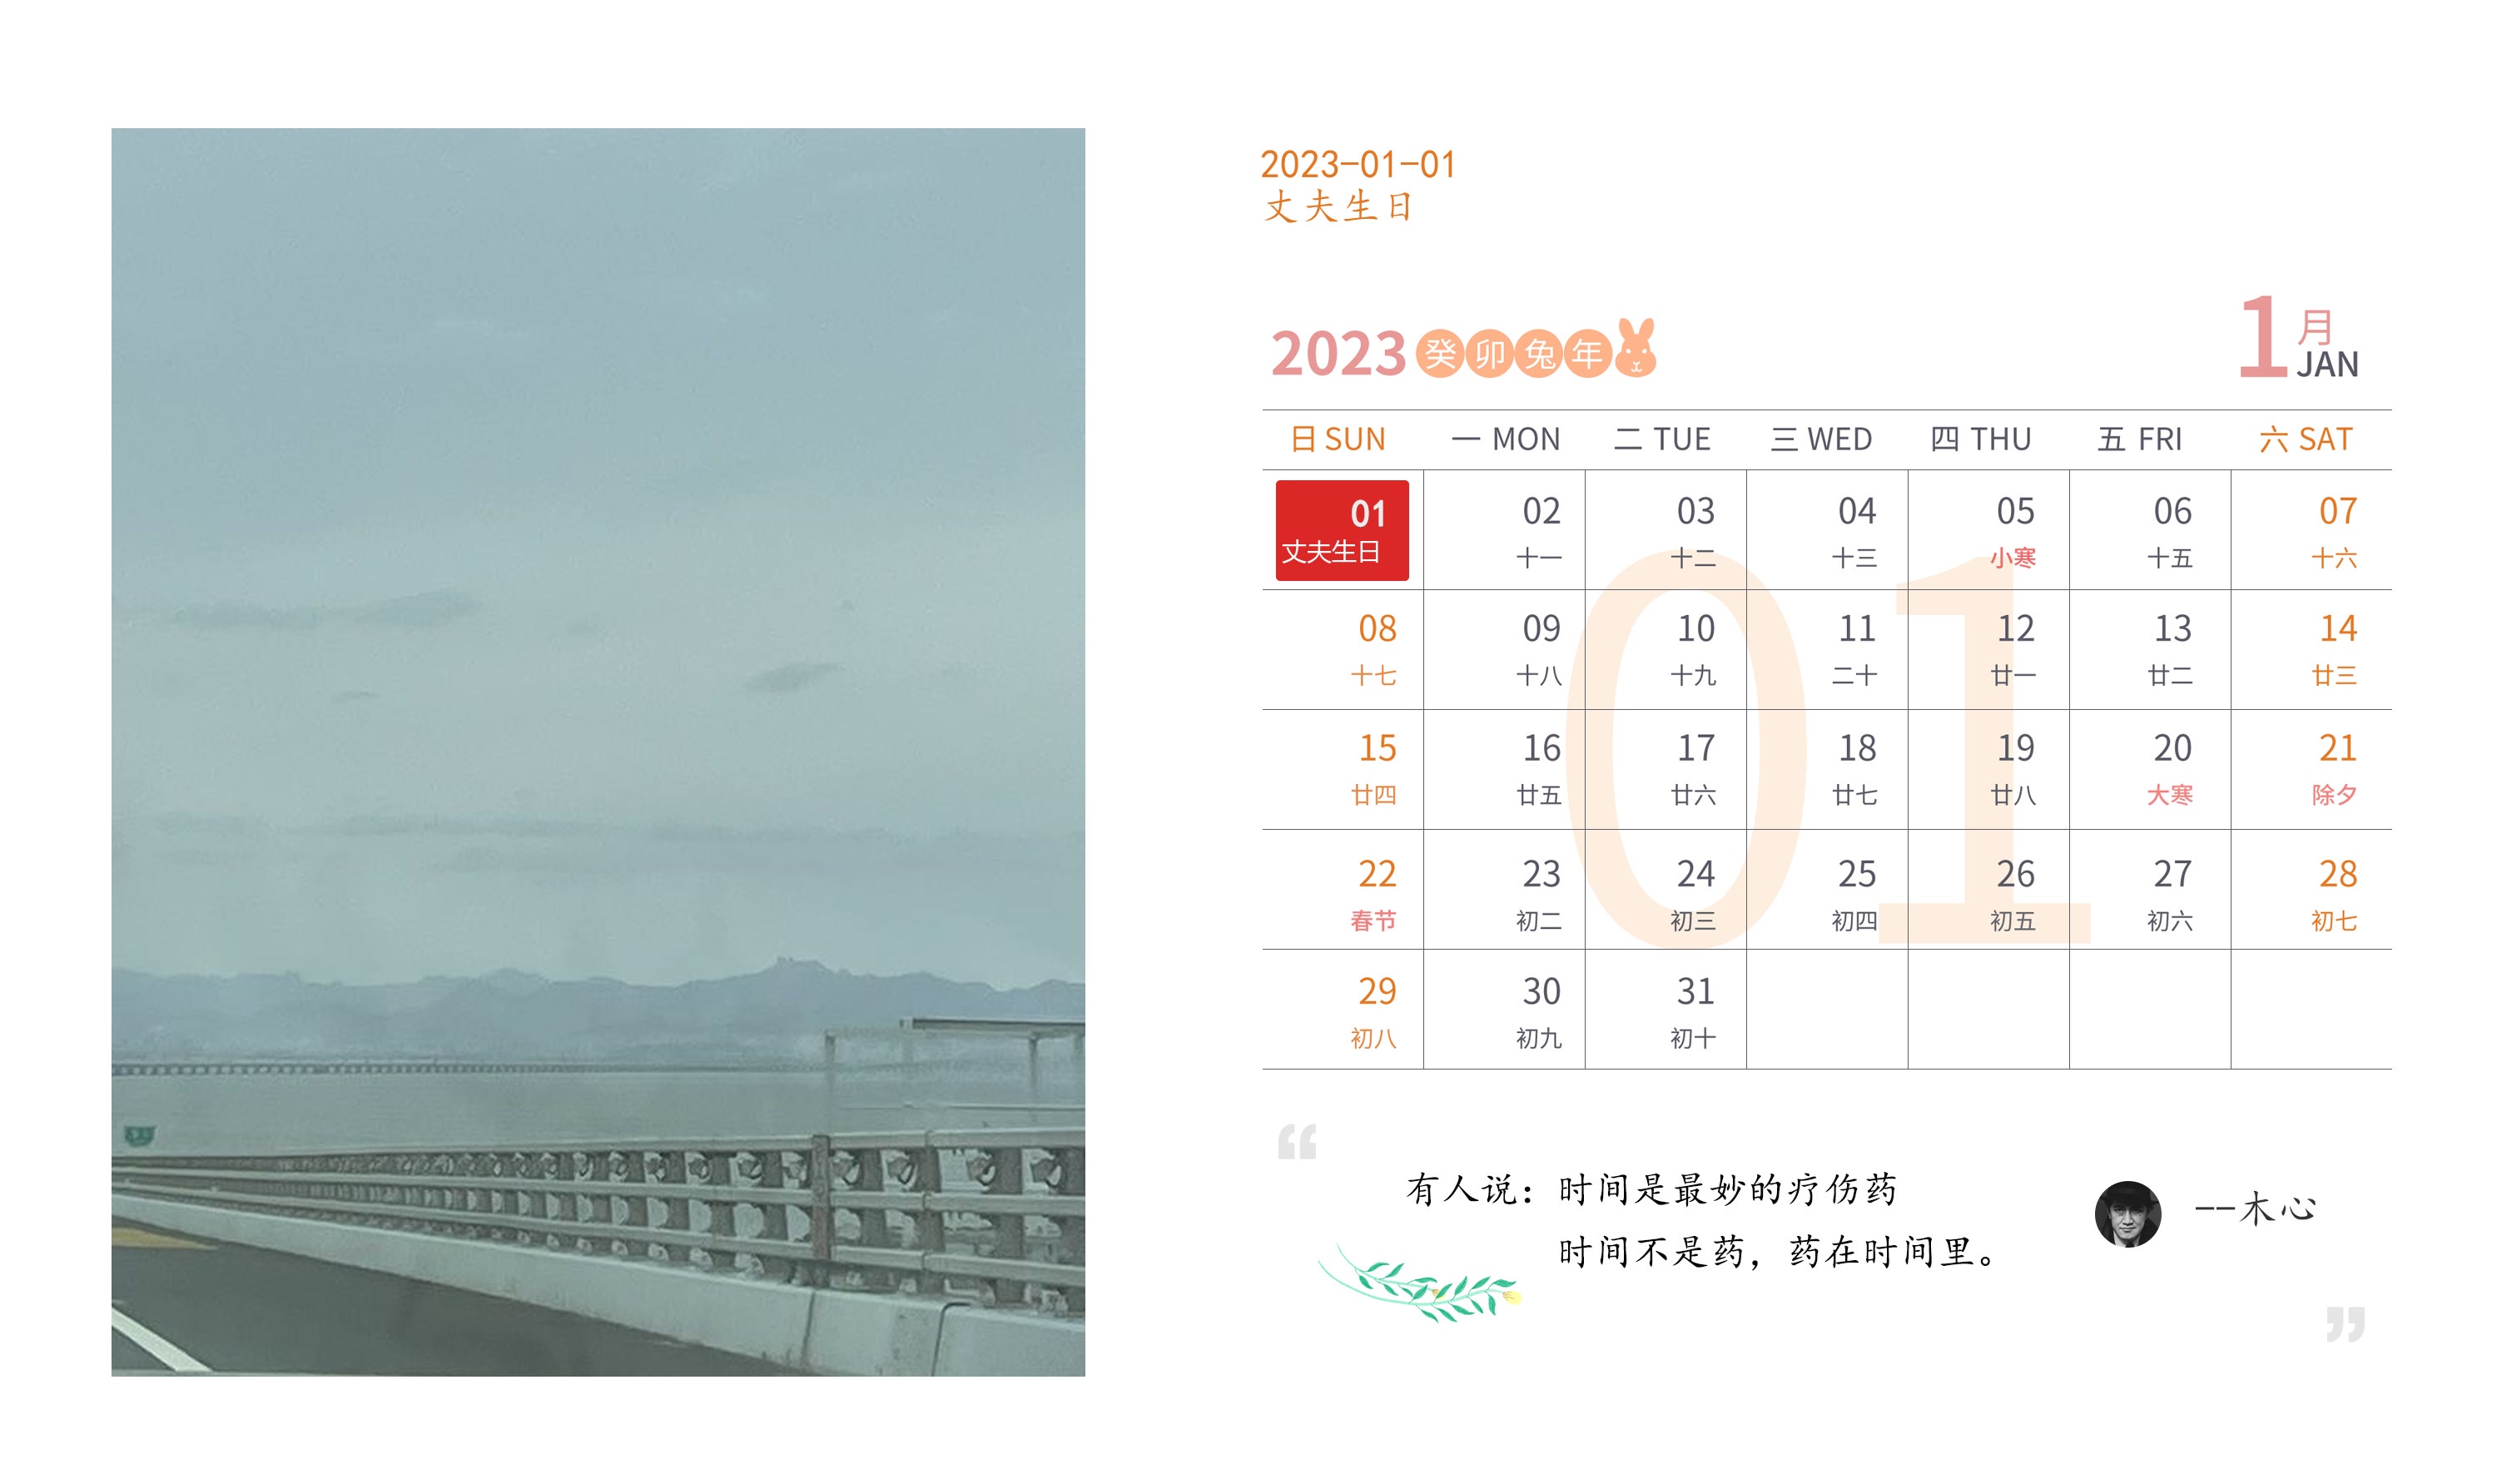 2023-01-01
丈夫生日
2023 癸卯兔年
1月
JAN
日 SUN 一 MON 二 TUE 三 WED 四 THU 五 FRI 六 SAT
01 02 03 04 05 06 07
丈夫生日 十一 十二 十三 小寒 十五 十六
01
08 09 10 11 12 13 14
十七 十八 十九 二十 廿一 廿二 廿三
15 16 17 18 19 20 21
廿四 廿五 廿六 廿七 廿八 大寒 除夕
22 23 24 25 26 27 28
春节 初二 初三 初四 初五 初六 初七
29 30 31
初八 初九 初十
“
有人说：时间是最妙的疗伤药
时间不是药，药在时间里。
--木心
”